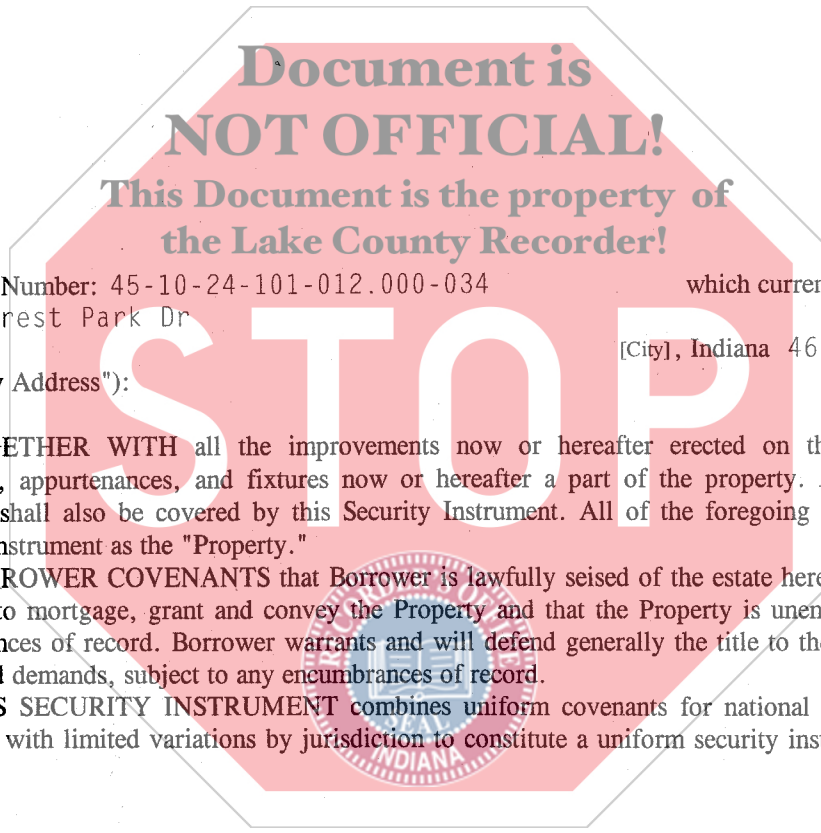 Document is
NOT OFFICIAL!
This Document is the property of
the Lake County Recorder!
Number: 45-10-24-101-012.000-034 which curren
rest Park Dr
STOP
[City], Indiana 46
Address"):
ETHER WITH all the improvements now or hereafter erected on th
, appurtenances, and fixtures now or hereafter a part of the property.
shall also be covered by this Security Instrument. All of the foregoing
nstrument as the "Property."
ROWER COVENANTS that Borrower is lawfully seised of the estate here
to mortgage, grant and convey the Property and that the Property is unen
nces of record. Borrower warrants and will defend generally the title to the
d demands, subject to any encumbrances of record.
S SECURITY INSTRUMENT combines uniform covenants for national
with limited variations by jurisdiction to constitute a uniform security ins
RECORDER'S OFFICE
SEAL
INDIANA